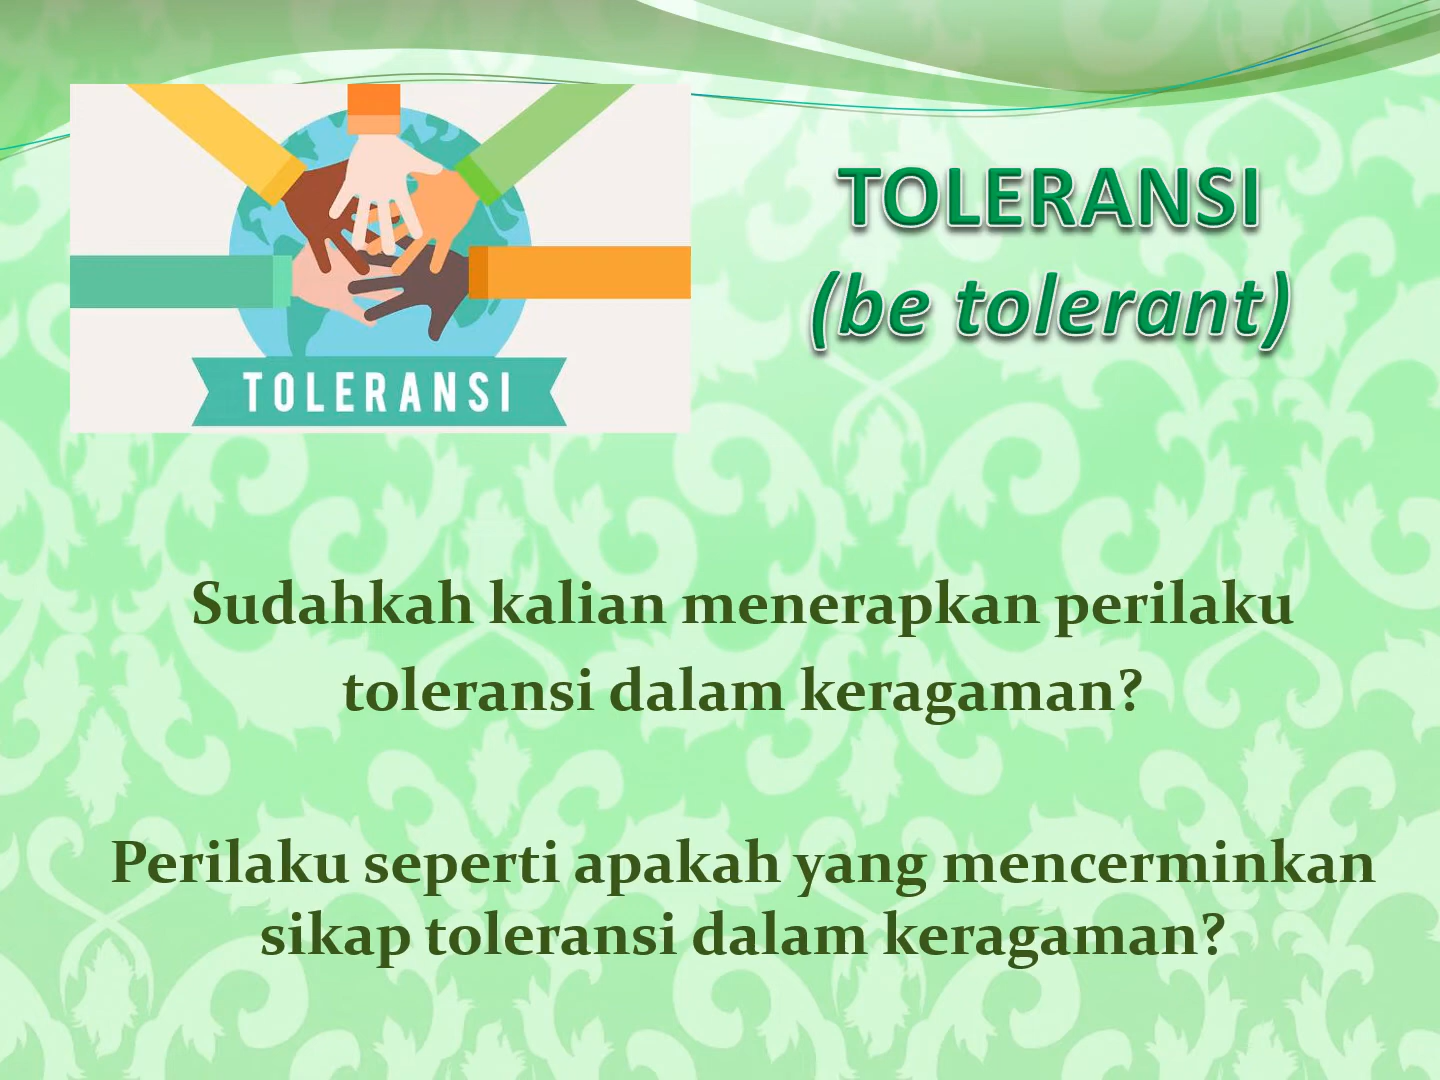 TOLERANSI
TOLERANSI
(be tolerant)
Sudahkah kalian menerapkan perilaku
toleransi dalam keragaman?
Perilaku seperti apakah yang mencerminkan
sikap toleransi dalam keragaman?